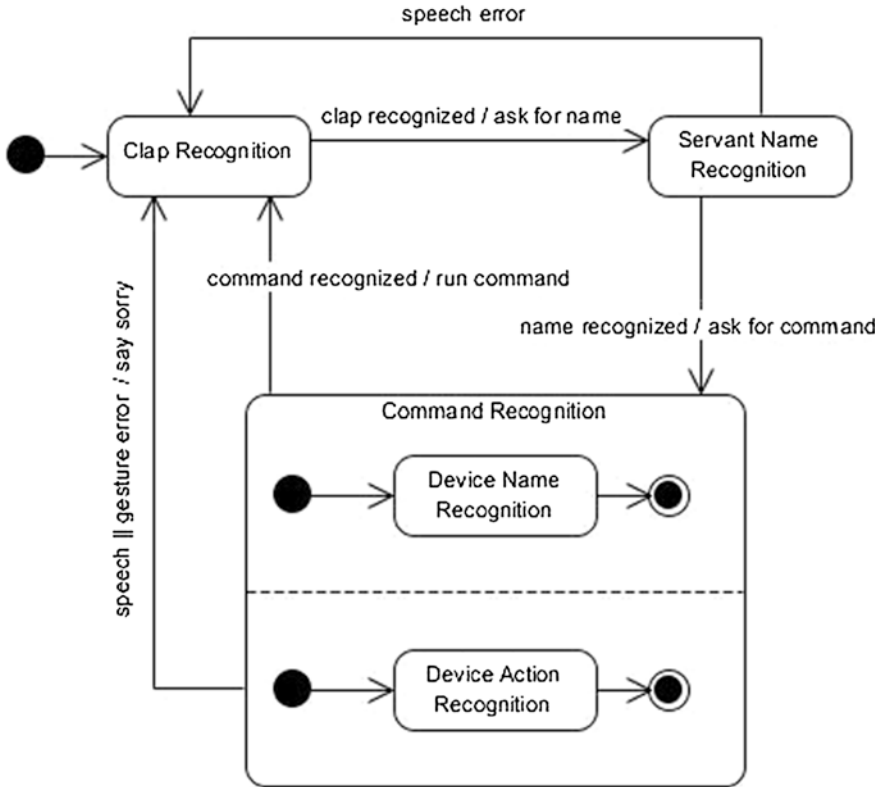 speech error
clap recognized / ask for name
Clap Recognition
Servant Name
Recognition
command recognized / run command
name recognized / ask for command
speech || gesture error / say sorry
Command Recognition
Device Name
Recognition
Device Action
Recognition